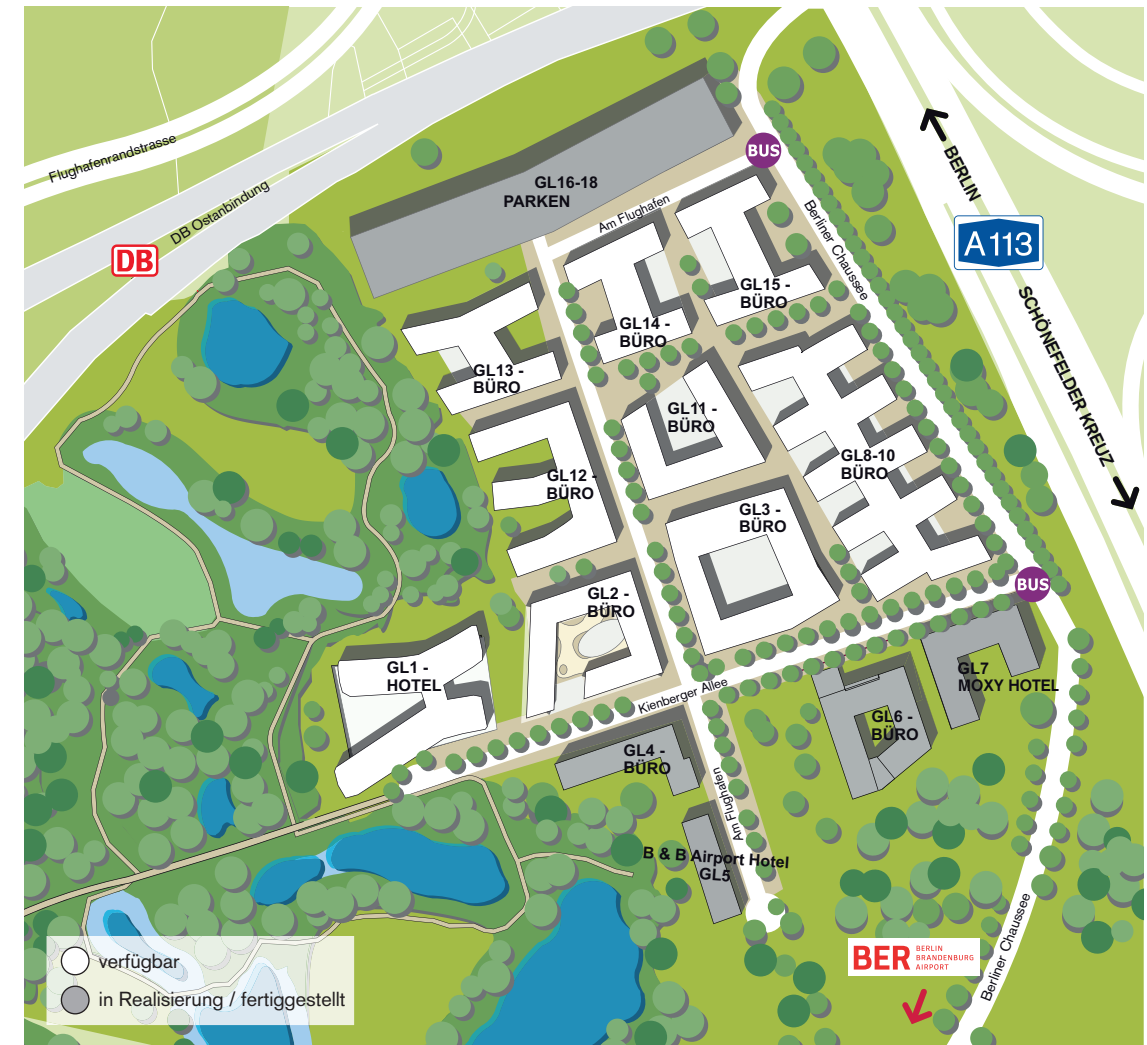 Flughafenrandstrasse
DB Ostanbindung
DB
GL16-18
PARKEN
BUS
BERLIN
A 113
SCHÖNEFELDER KREUZ
Am Flughafen
Berliner Chaussee
GL15 -
BÜRO
GL14 -
BÜRO
GL13 -
BÜRO
GL11 -
BÜRO
GL8-10
BÜRO
GL12 -
BÜRO
GL3 -
BÜRO
GL2 -
BÜRO
BUS
GL1 -
HOTEL
GL7
MOXY HOTEL
Kienberger Allee
GL6 -
BÜRO
GL4 -
BÜRO
Am Flughafen
B & B Airport Hotel
GL5
Berliner Chaussee
BER
BERLIN
BRANDENBURG
AIRPORT
verfügbar
in Realisierung / fertiggestellt